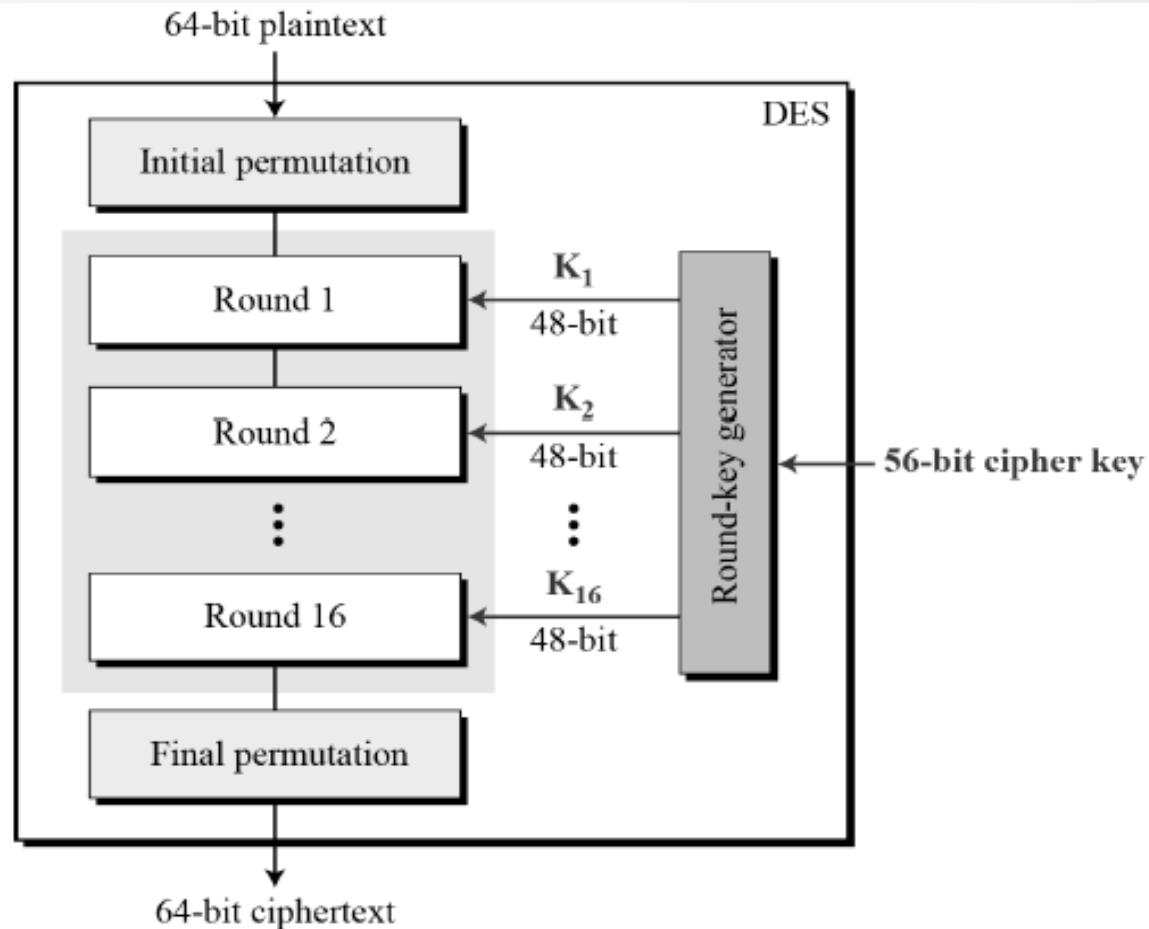 64-bit plaintext
DES
Initial permutation
K1
Round 1
48-bit
K2
Round 2
48-bit
Round-key generator
56-bit cipher key
K16
Round 16
48-bit
Final permutation
64-bit ciphertext